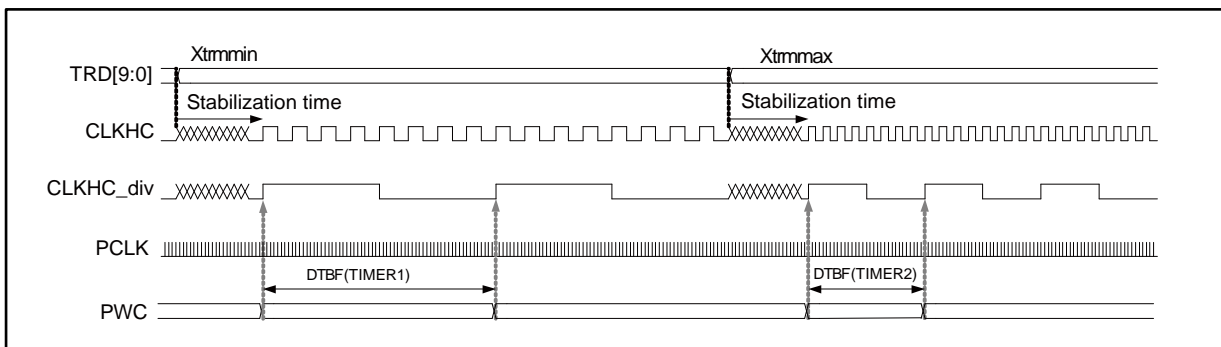 Xtrmmin
Xtrmmax
TRD[9:0]
Stabilization time
Stabilization time
CLKHC
CLKHC_div
PCLK
DTBF(TIMER1)
DTBF(TIMER2)
PWC